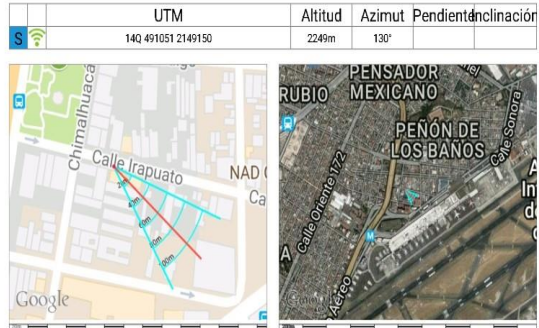 UTM Altitud Azimut Pendiente Inclinación
S 14Q 491051 2149150 2249m 130°
Chimalhuaca
Calle Irapuato
NAD
Ca
20m
40m
60m
80m
100m
Google
PENSADOR
MEXICANO
RUBIO
PEÑÓN DE
LOS BAÑOS
Calle Sonora
Calle Oriente 172
A
In
d
M
Aéreo